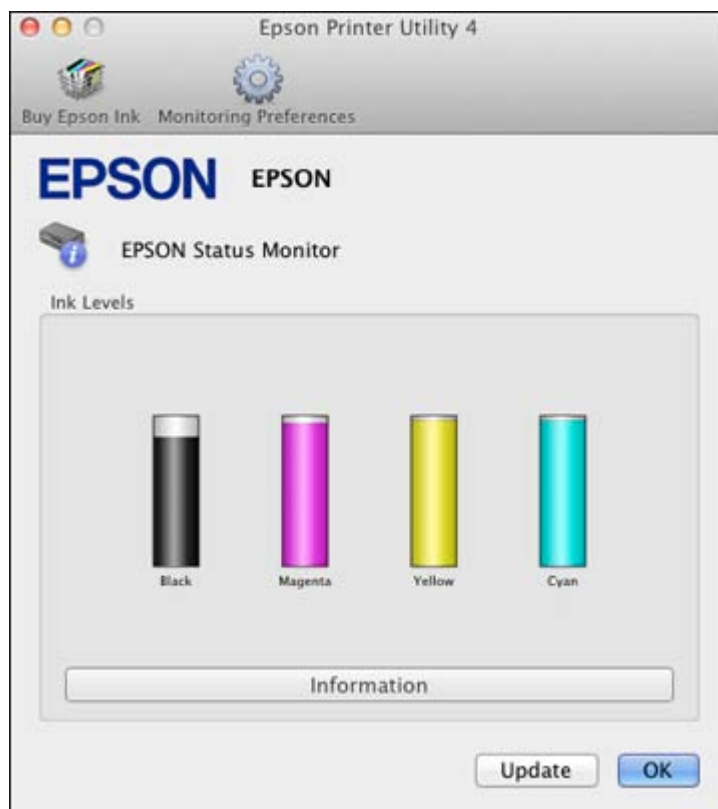 Epson Printer Utility 4
Buy Epson Ink Monitoring Preferences
EPSON EPSON
EPSON Status Monitor
Ink Levels
Black Magenta Yellow Cyan
Information
Update OK